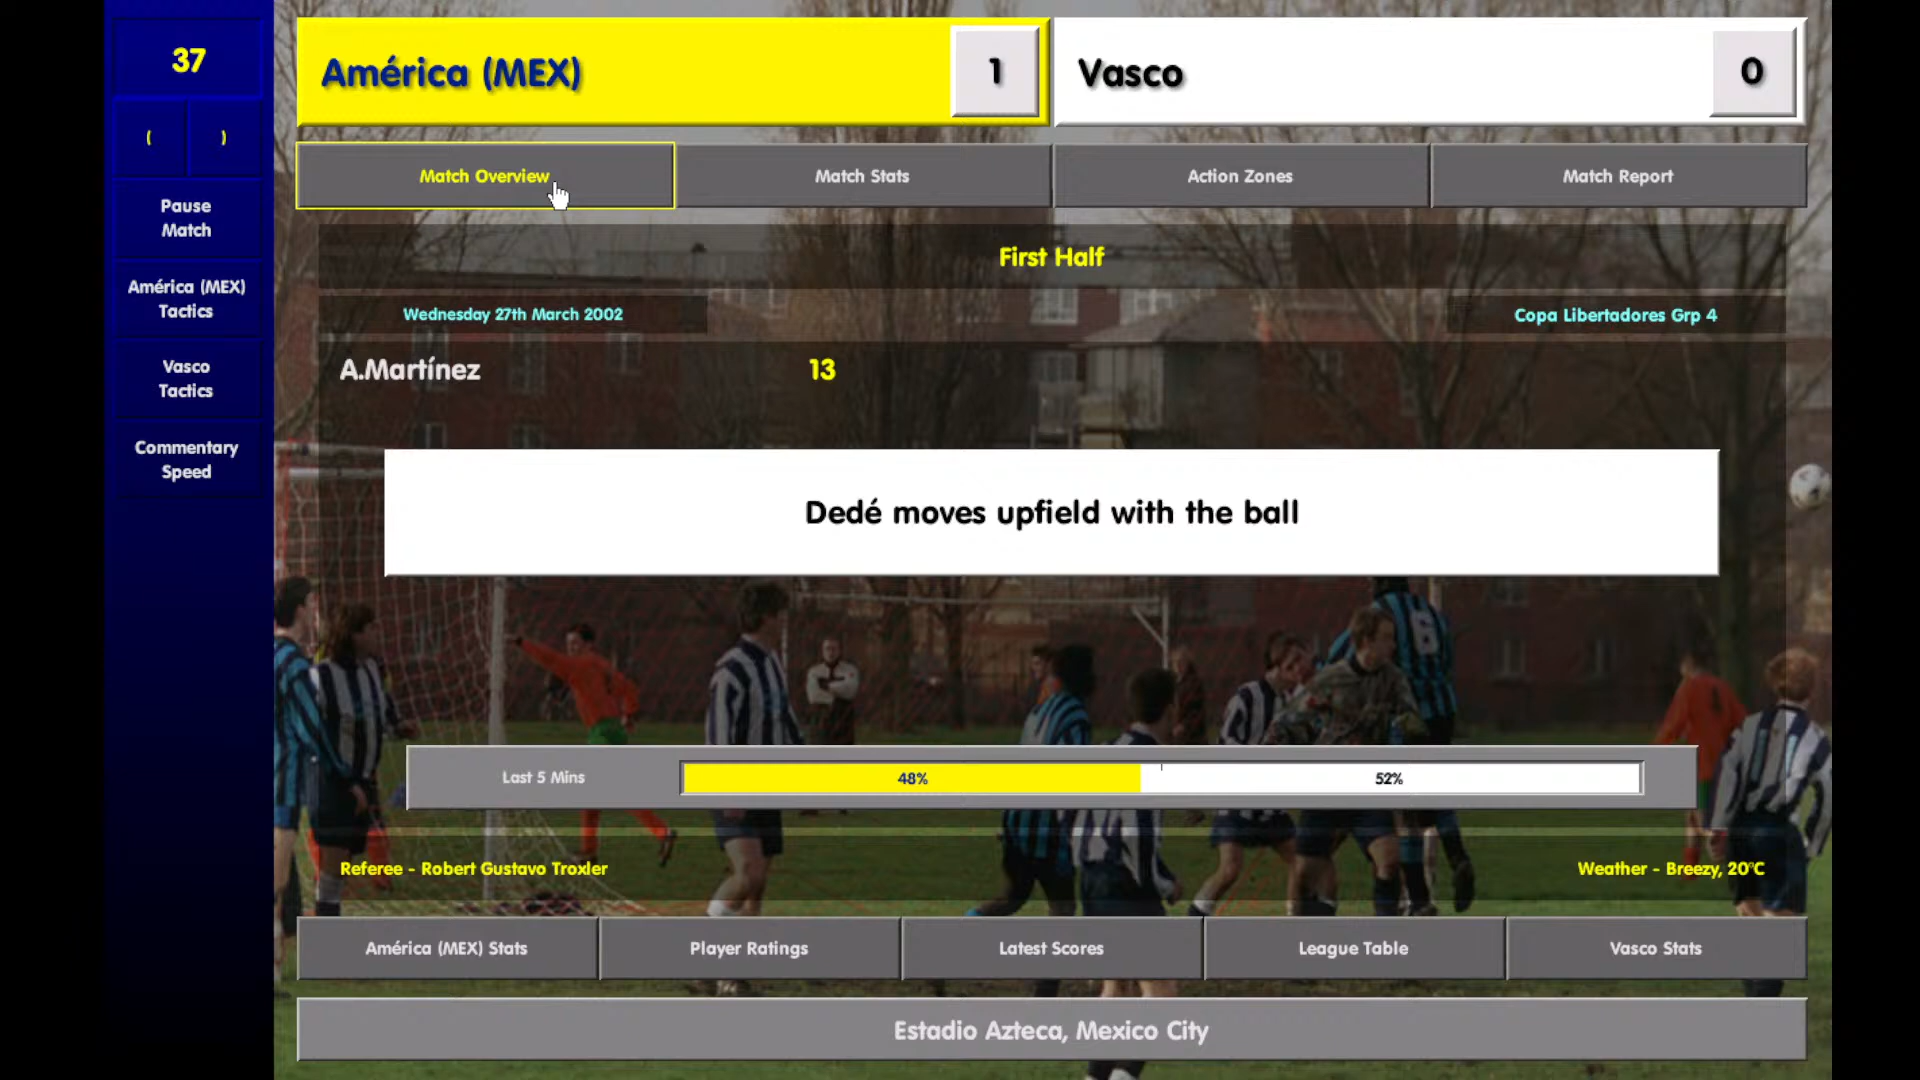 37
América (MEX) 1 Vasco 0
( )
Match Overview Match Stats Action Zones Match Report
Pause
Match
América (MEX)
Tactics
Vasco
Tactics
Commentary
Speed
First Half
Wednesday 27th March 2002 Copa Libertadores Grp 4
A.Martínez 13
Dedé moves upfield with the ball
Last 5 Mins 48% 52%
Referee - Robert Gustavo Troxler Weather - Breezy, 20°C
América (MEX) Stats Player Ratings Latest Scores League Table Vasco Stats
Estadio Azteca, Mexico City